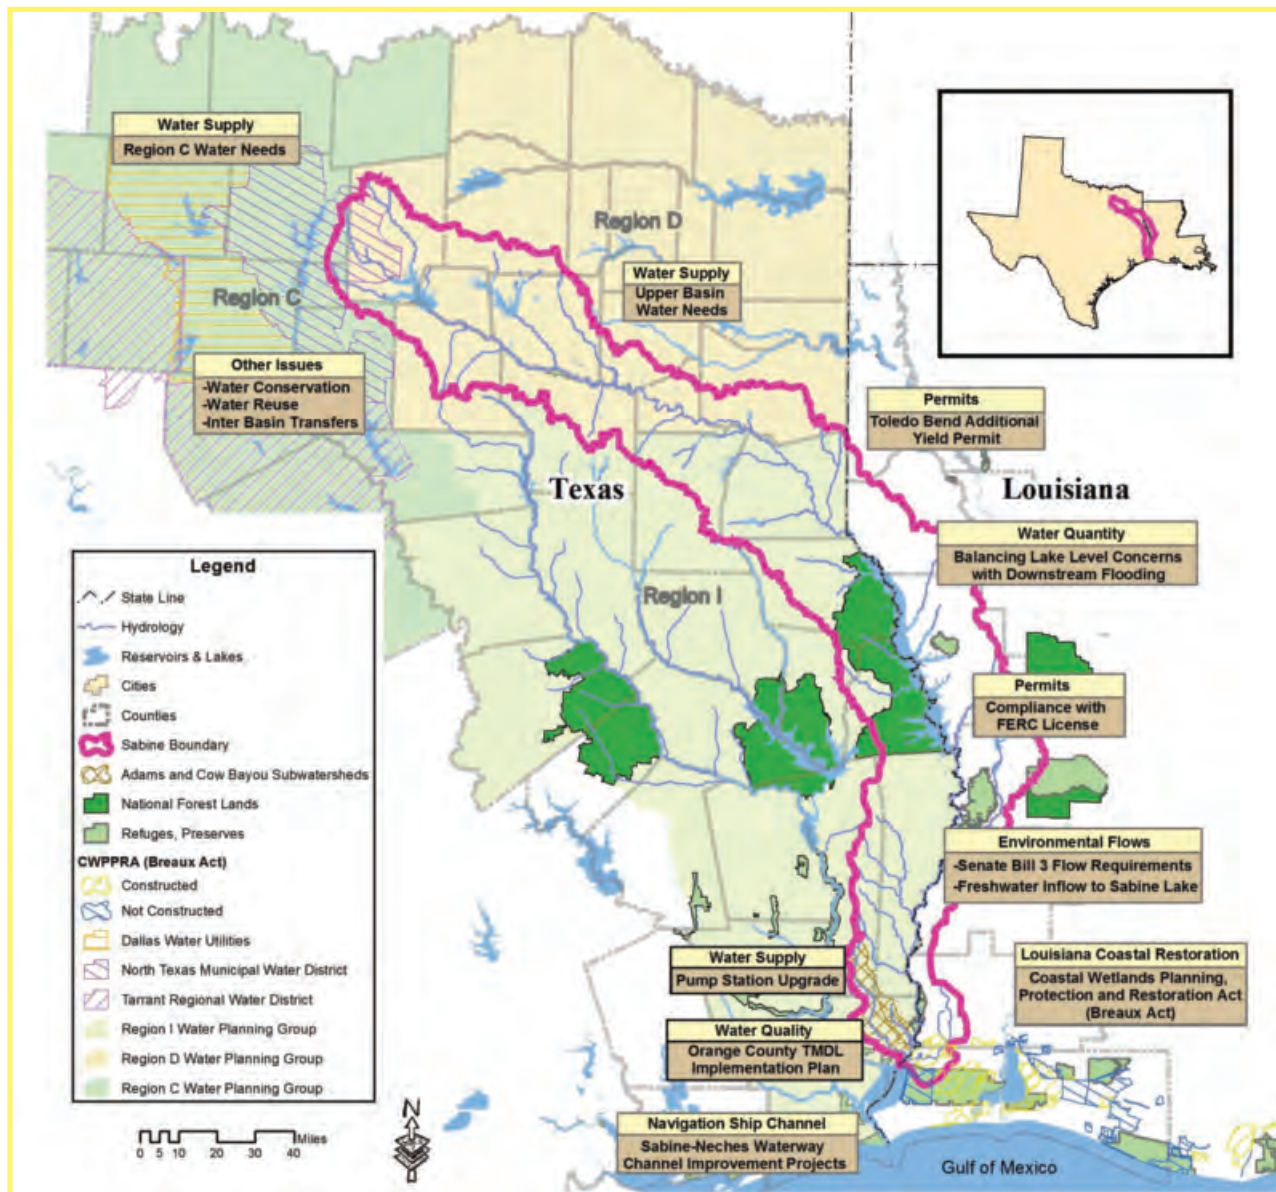 Water Supply
Region C Water Needs
Region D
Water Supply
Upper Basin
Water Needs
Region C
Other Issues
-Water Conservation
-Water Reuse
-Inter Basin Transfers
Permits
Toledo Bend Additional
Yield Permit
Texas
Louisiana
Water Quantity
Balancing Lake Level Concerns
with Downstream Flooding
Region I
Permits
Compliance with
FERC License
Environmental Flows
-Senate Bill 3 Flow Requirements
-Freshwater Inflow to Sabine Lake
Water Supply
Pump Station Upgrade
Louisiana Coastal Restoration
Coastal Wetlands Planning,
Protection and Restoration Act
(Breaux Act)
Water Quality
Orange County TMDL
Implementation Plan
Navigation Ship Channel
Sabine-Neches Waterway
Channel Improvement Projects
Gulf of Mexico
Legend
State Line
Hydrology
Reservoirs & Lakes
Cities
Counties
Sabine Boundary
Adams and Cow Bayou Subwatersheds
National Forest Lands
Refuges, Preserves
CWPPRA (Breaux Act)
Constructed
Not Constructed
Dallas Water Utilities
North Texas Municipal Water District
Tarrant Regional Water District
Region I Water Planning Group
Region D Water Planning Group
Region C Water Planning Group
Miles
0 5 10 20 30 40
N